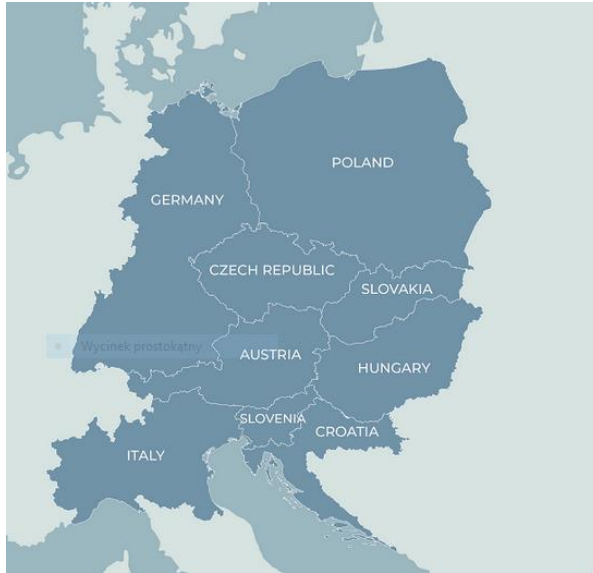 POLAND
GERMANY
CZECH REPUBLIC
SLOVAKIA
Wycinek prostokątny
AUSTRIA
HUNGARY
SLOVENIA
CROATIA
ITALY